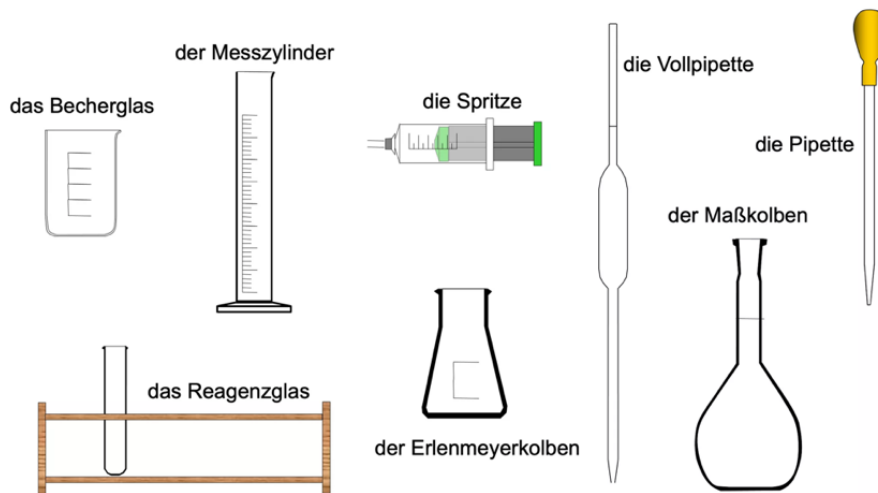 der Messzylinder
das Becherglas
die Spritze
die Vollpipette
die Pipette
der Maßkolben
das Reagenzglas
der Erlenmeyerkolben